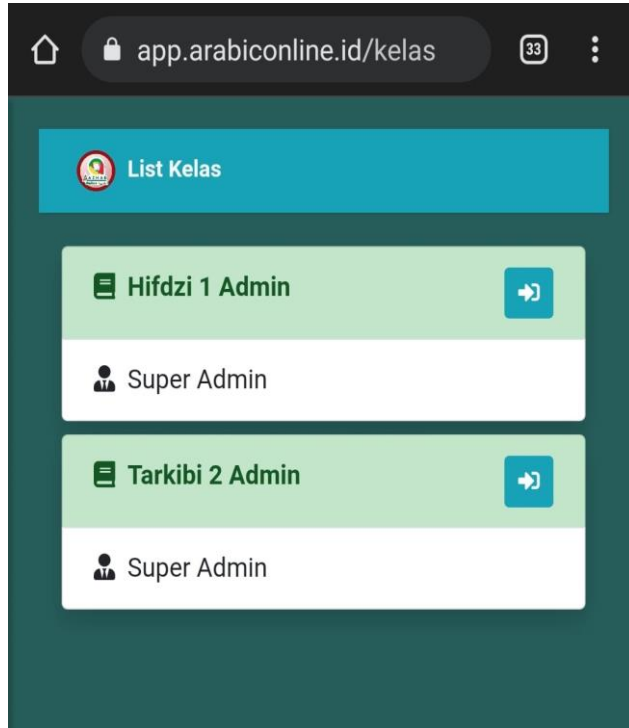 app.arabiconline.id/kelas 33
List Kelas
Hifdzi 1 Admin
Super Admin
Tarkibi 2 Admin
Super Admin